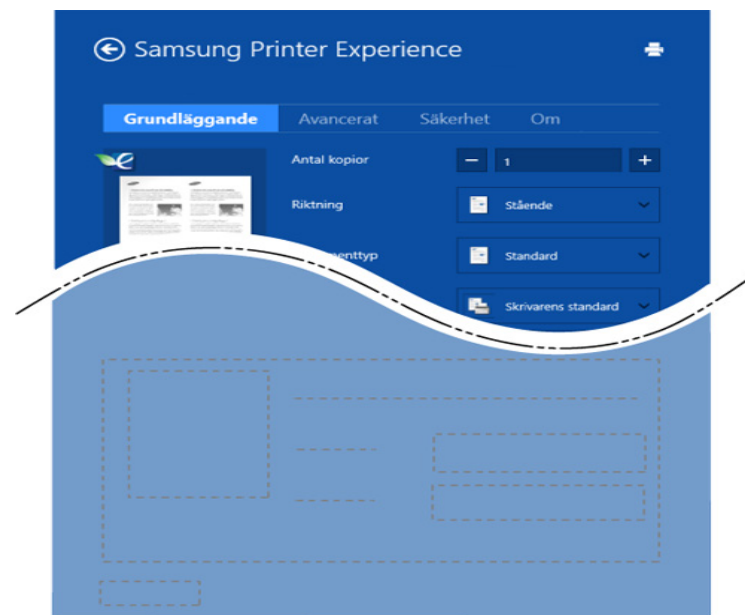 Samsung Printer Experience
Grundläggande Avancerat Säkerhet Om
Antal kopior 1
Riktning Stående
Standard
Skrivarens standard